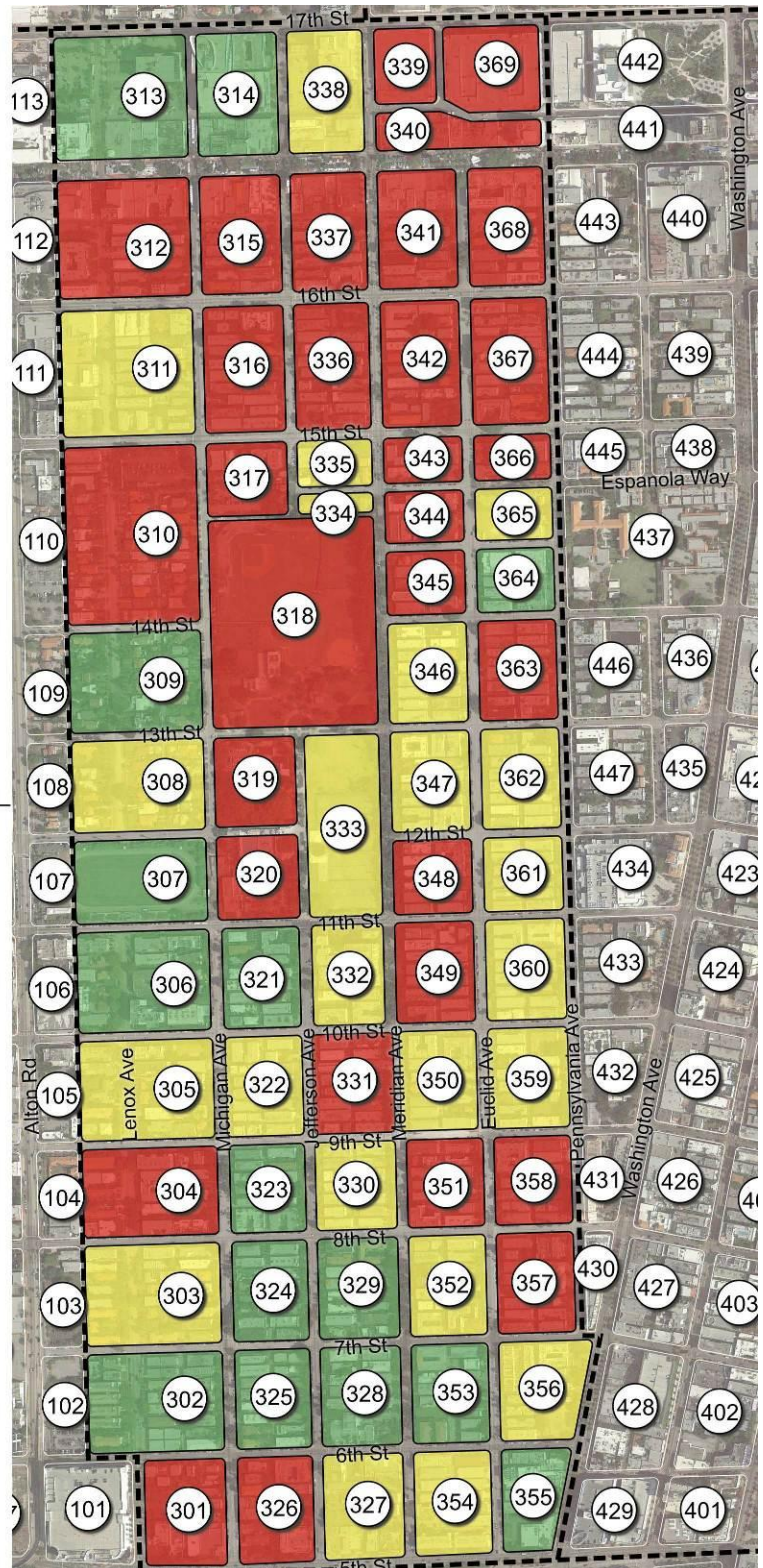 17th St
113 313 314 338 339 369 442
340 441
Washington Ave
112 312 315 337 341 368 443 440
16th St
111 311 316 336 342 367 444 439
15th St
317 335 343 366 445 438
Espanola Way
334 344 365
110 310 437
318 345 364
14th St
109 309 346 363 446 436
13th St
108 308 319 347 362 447 435
333
12th St
107 307 320 348 361 434 423
11th St
106 306 321 332 349 360 433 424
10th St
Alton Rd
Lenox Ave
Michigan Ave
Jefferson Ave
Meridian Ave
Euclid Ave
Pennsylvania Ave
Washington Ave
105 305 322 331 350 359 432 425
9th St
104 304 323 330 351 358 431 426
8th St
103 303 324 329 352 357 430 427 403
7th St
102 302 325 328 353 356 428 402
6th St
101 301 326 327 354 355 429 401
5th St